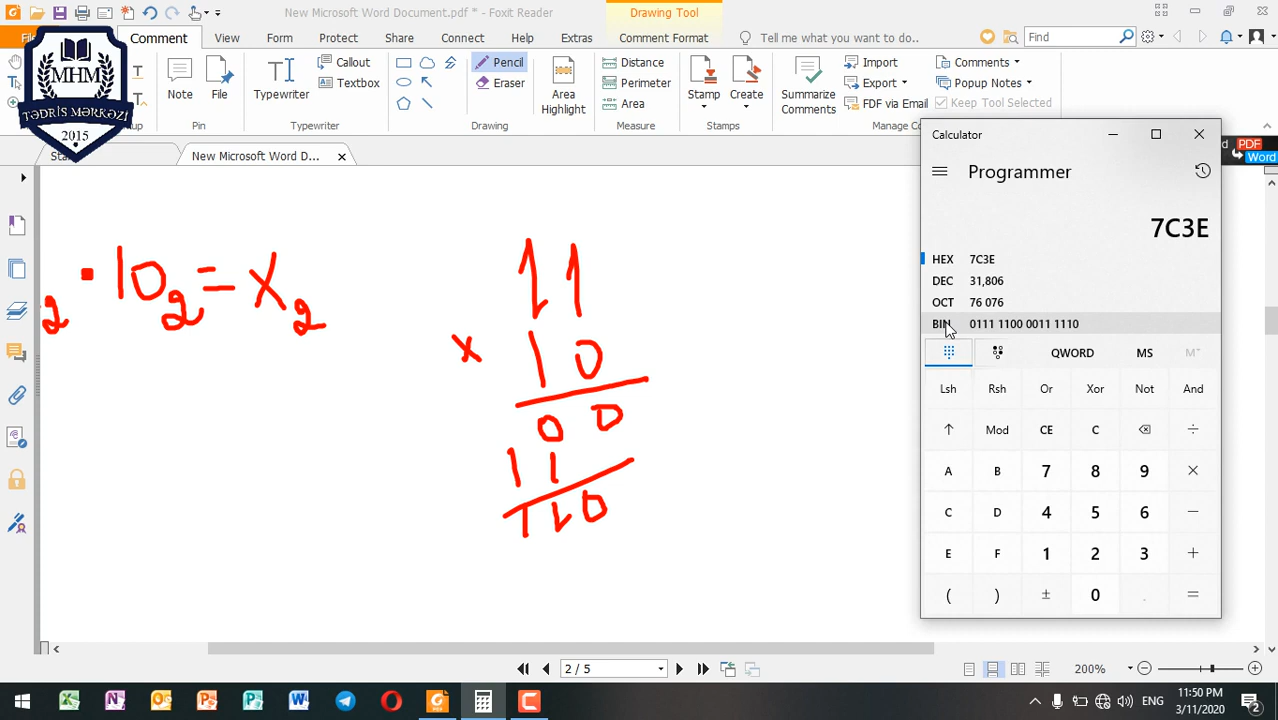 New Microsoft Word Document.pdf * - Foxit Reader
Drawing Tool
Comment
View
Form
Protect
Share
Connect
Help
Extras
Comment Format
Tell me what you want to do...
Find
Note
File
Typewriter
Callout
Textbox
Pencil
Eraser
Area Highlight
Distance
Perimeter
Area
Stamp
Create
Summarize Comments
Import
Export
FDF via Email
Comments
Popup Notes
Keep Tool Selected
Pin
Typewriter
Drawing
Measure
Stamps
MHM
TƏDRİS MƏRKƏZİ
2015
New Microsoft Word D...
PDF
Word
2 · 10₂ = X₂
11
x 10
00
11
110
Calculator
Programmer
7C3E
HEX 7C3E
DEC 31,806
OCT 76 076
BIN 0111 1100 0011 1110
QWORD MS M
Lsh Rsh Or Xor Not And
↑ Mod CE C ÷
A B 7 8 9 ×
C D 4 5 6 −
E F 1 2 3 +
( ) ± 0 . =
2 / 5
200%
ENG
11:50 PM
3/11/2020
2